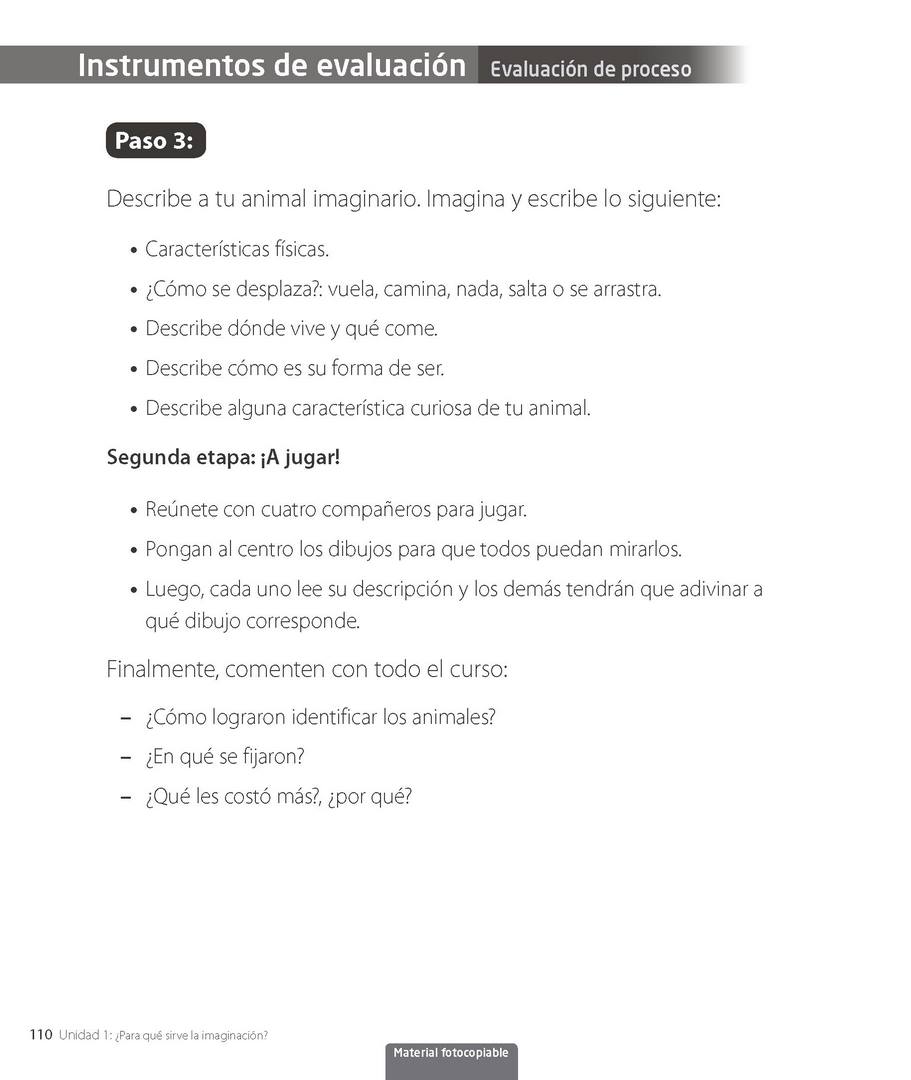 Instrumentos de evaluación Evaluación de proceso
Paso 3:
Describe a tu animal imaginario. Imagina y escribe lo siguiente:
• Características físicas.
• ¿Cómo se desplaza?: vuela, camina, nada, salta o se arrastra.
• Describe dónde vive y qué come.
• Describe cómo es su forma de ser.
• Describe alguna característica curiosa de tu animal.
Segunda etapa: ¡A jugar!
• Reúnete con cuatro compañeros para jugar.
• Pongan al centro los dibujos para que todos puedan mirarlos.
• Luego, cada uno lee su descripción y los demás tendrán que adivinar a
qué dibujo corresponde.
Finalmente, comenten con todo el curso:
– ¿Cómo lograron identificar los animales?
– ¿En qué se fijaron?
– ¿Qué les costó más?, ¿por qué?
110 Unidad 1: ¿Para qué sirve la imaginación?
Material fotocopiable